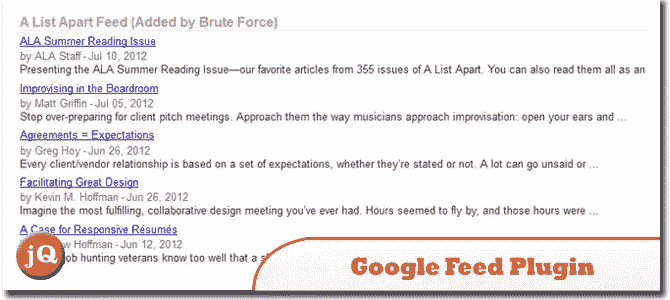 A List Apart Feed (Added by Brute Force)
ALA Summer Reading Issue
by ALA Staff - Jul 10, 2012
Presenting the ALA Summer Reading Issue—our favorite articles from 355 issues of A List Apart. You can also read them all as an
Improvising in the Boardroom
by Matt Griffin - Jul 05, 2012
Stop over-preparing for client pitch meetings. Approach them the way musicians approach improvisation: open your ears and ...
Agreements = Expectations
by Greg Hoy - Jun 26, 2012
Every client/vendor relationship is based on a set of expectations, whether they're stated or not. A lot can go unsaid or ...
Facilitating Great Design
by Kevin M. Hoffman - Jun 26, 2012
Imagine the most fulfilling, collaborative design meeting you've ever had. Hours seemed to fly by, and those hours were ...
A Case for Responsive Résumés
Hoffman - Jun 12, 2012
hunting veterans know too well that a
jQ
Google Feed Plugin